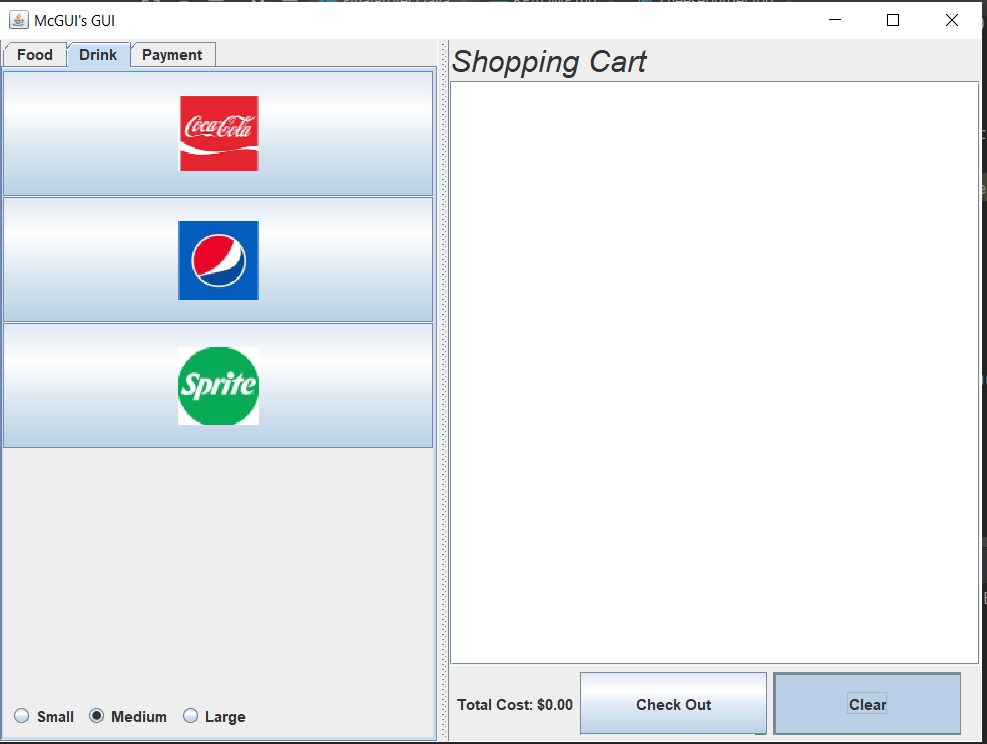 McGUI's GUI
Food Drink Payment
Shopping Cart
Coca-Cola
Sprite
Small Medium Large
Total Cost: $0.00 Check Out Clear